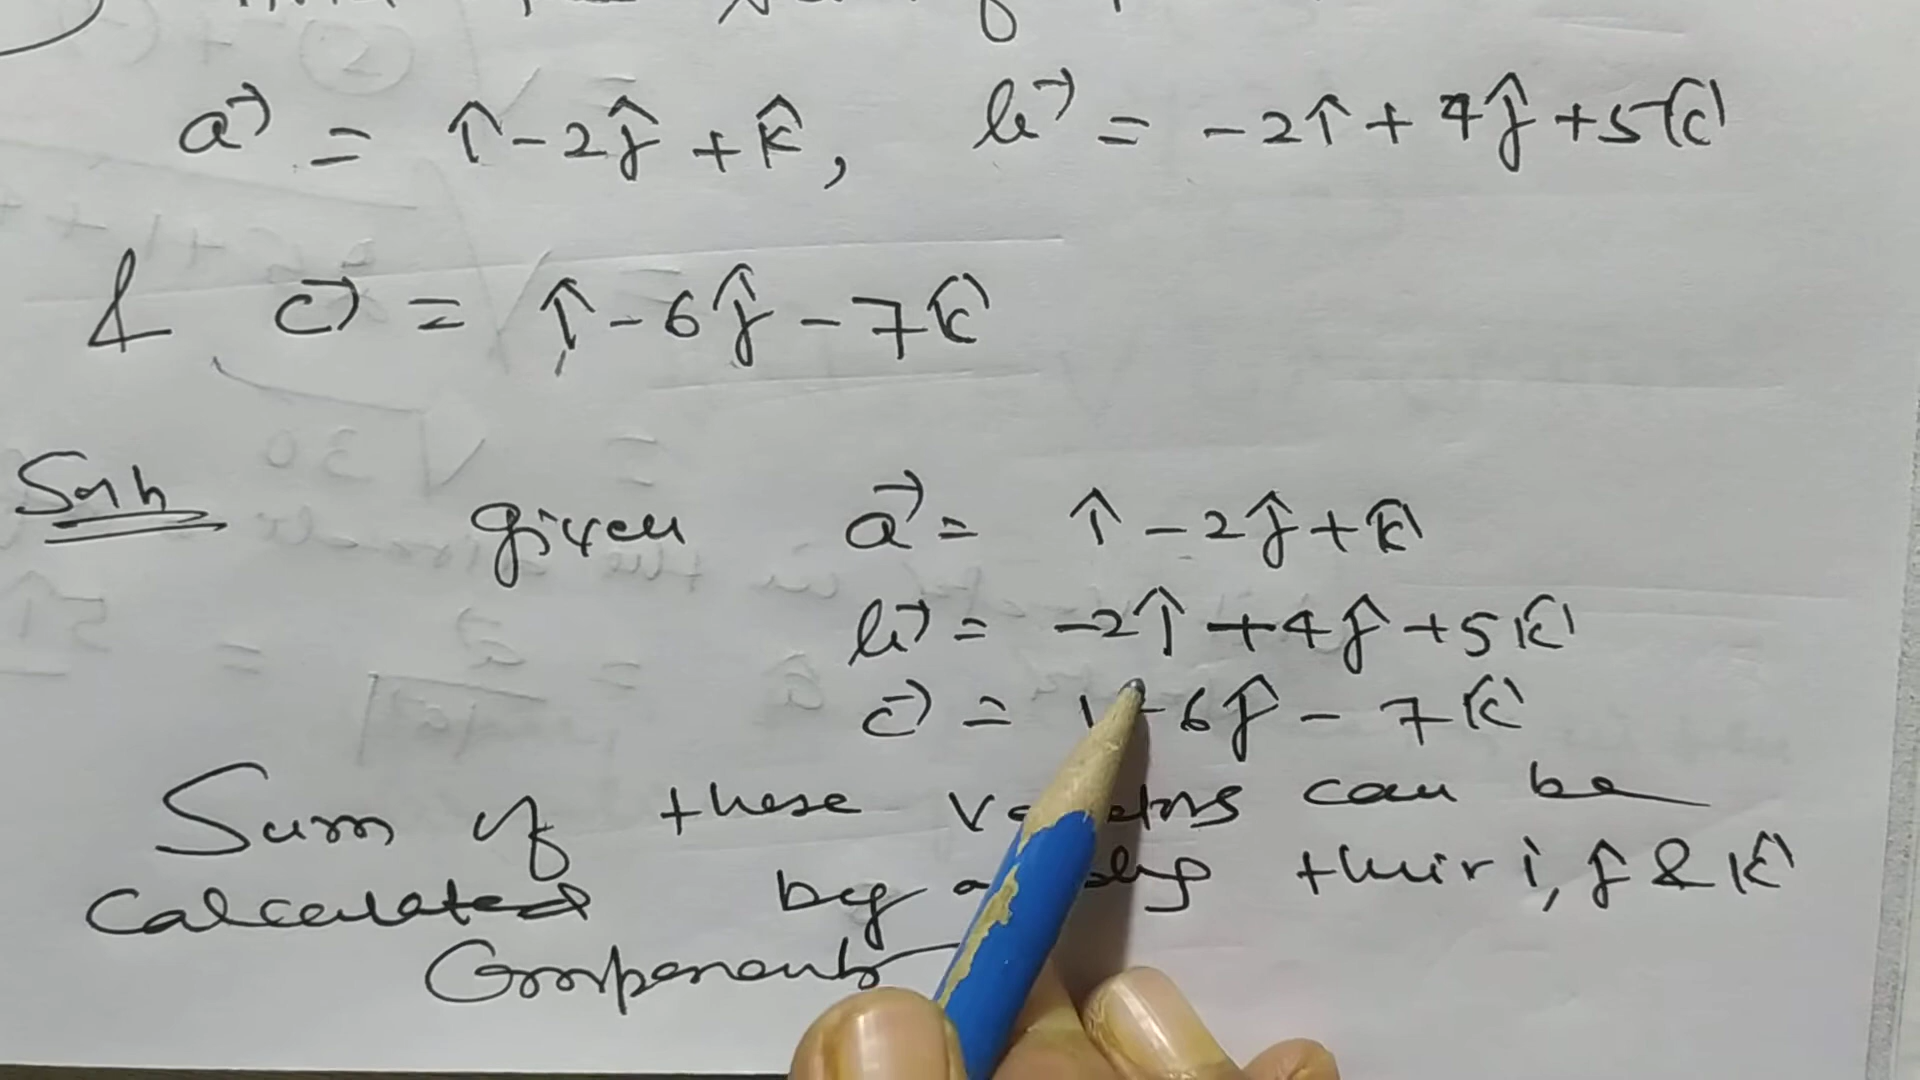 a⃗ = î - 2ĵ + k̂, b⃗ = -2î + 4ĵ + 5k̂
& c⃗ = î - 6ĵ - 7k̂
Soln given a⃗ = î - 2ĵ + k̂
b⃗ = -2î + 4ĵ + 5k̂
c⃗ = - 6ĵ - 7k̂
Sum of these can be
calculated by their i, ĵ & k̂
Components